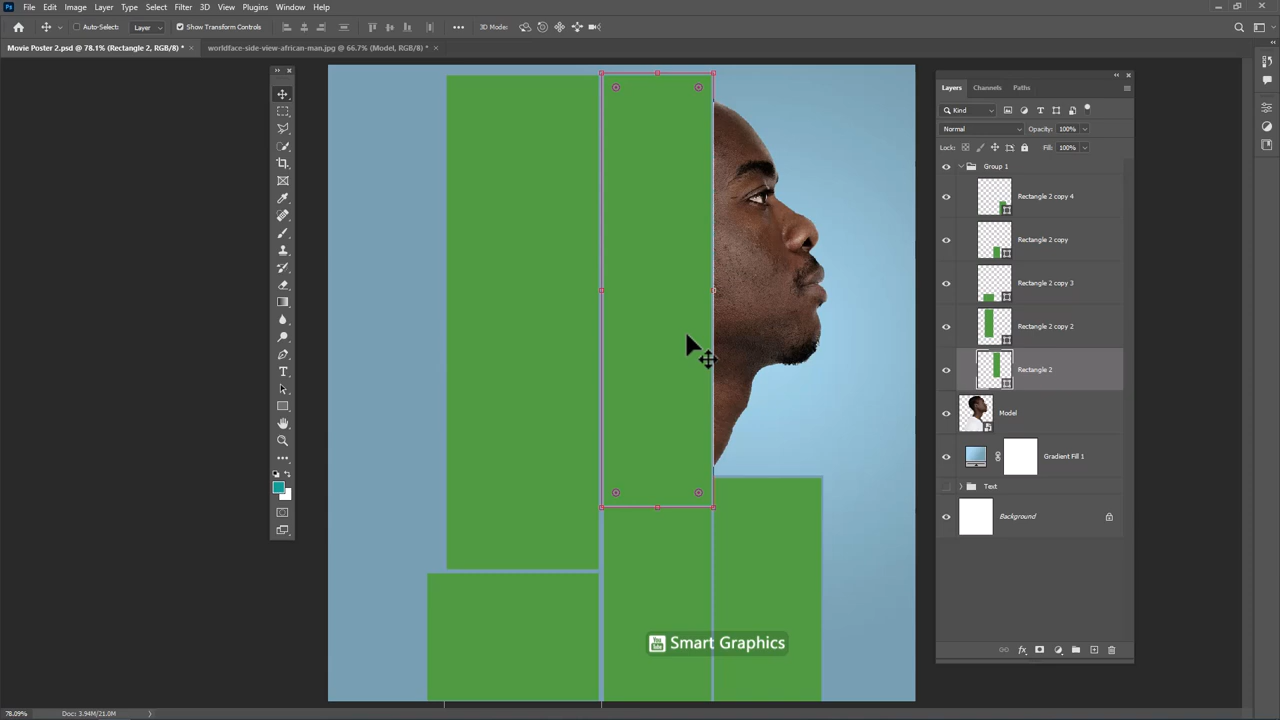 Ps File Edit Image Layer Type Select Filter 3D View Plugins Window Help
Auto-Select: Layer Show Transform Controls 3D Mode:
Movie Poster 2.psd @ 78.1% (Rectangle 2, RGB/8) * × worldface-side-view-african-man.jpg @ 66.7% (Model, RGB/8) * ×
Layers Channels Paths
Kind
Normal Opacity: 100%
Lock: Fill: 100%
Group 1
Rectangle 2 copy 4
Rectangle 2 copy
Rectangle 2 copy 3
Rectangle 2 copy 2
Rectangle 2
Model
Gradient Fill 1
Text
Background
fx
You Tube Smart Graphics
78.09% Doc: 3.94M/21.0M